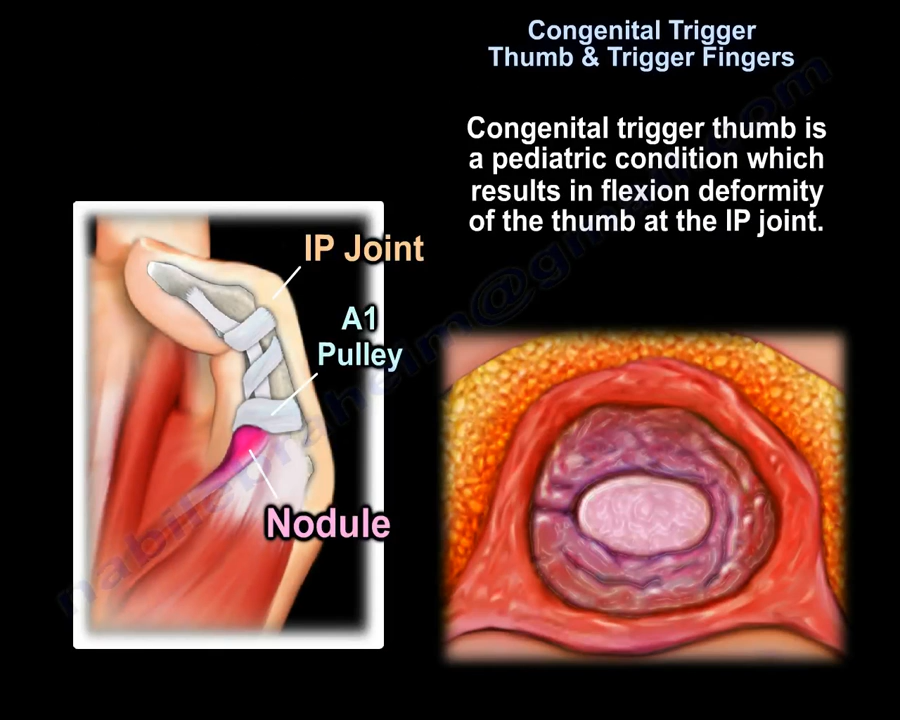 Congenital Trigger
Thumb & Trigger Fingers
Congenital trigger thumb is
a pediatric condition which
results in flexion deformity
of the thumb at the IP joint.
IP Joint
A1
Pulley
Nodule